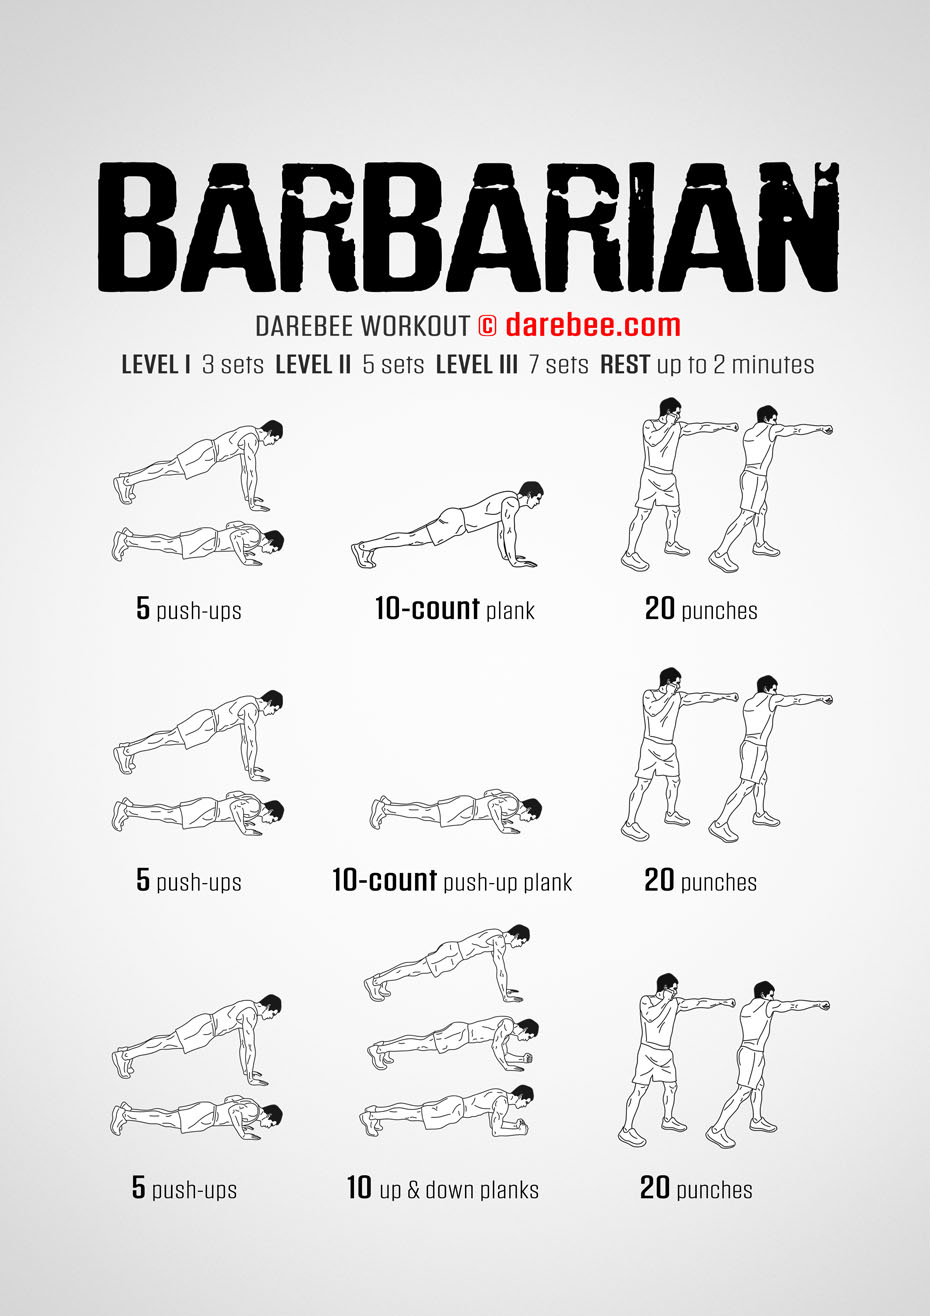 BARBARIAN
DAREBEE WORKOUT © darebee.com
LEVEL I 3 sets LEVEL II 5 sets LEVEL III 7 sets REST up to 2 minutes
5 push-ups
10-count plank
20 punches
5 push-ups
10-count push-up plank
20 punches
5 push-ups
10 up & down planks
20 punches